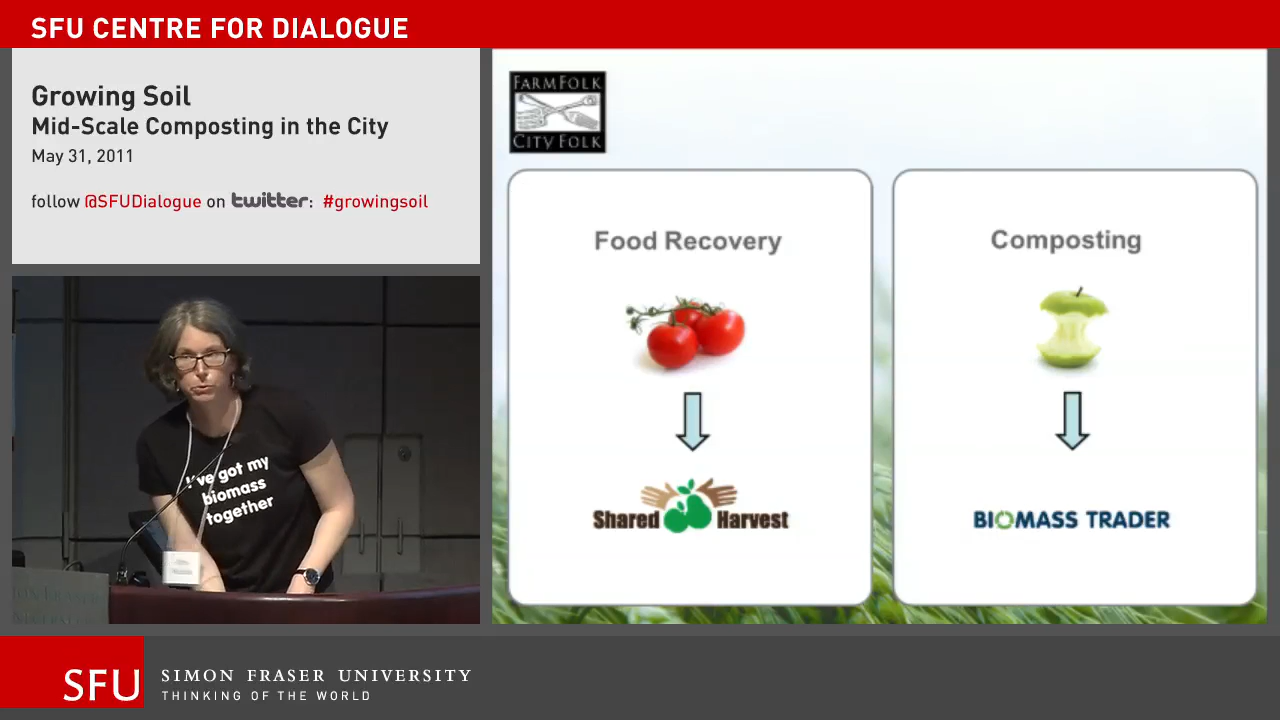 SFU CENTRE FOR DIALOGUE
Growing Soil
Mid-Scale Composting in the City
May 31, 2011
follow @SFUDialogue on twitter: #growingsoil
FARMFOLK
CITY FOLK
Food Recovery
Composting
Shared Harvest
BIOMASS TRADER
I've got my
biomass
together
SFU
SIMON FRASER UNIVERSITY
THINKING OF THE WORLD